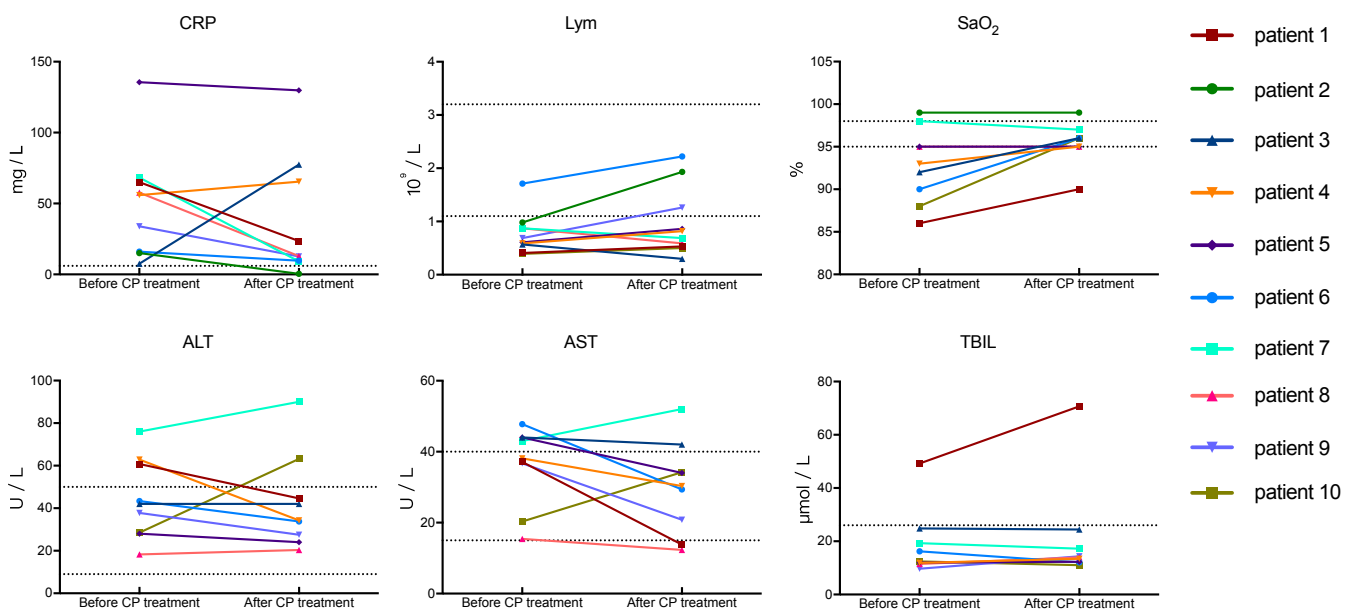 CRP
150
100
50
0
mg / L
Before CP treatment
After CP treatment
Lym
4
3
2
1
0
10⁹ / L
Before CP treatment
After CP treatment
SaO₂
105
100
95
90
85
80
%
Before CP treatment
After CP treatment
patient 1
patient 2
patient 3
patient 4
patient 5
patient 6
patient 7
patient 8
patient 9
patient 10
ALT
100
80
60
40
20
0
U / L
Before CP treatment
After CP treatment
AST
60
40
20
0
U / L
Before CP treatment
After CP treatment
TBIL
80
60
40
20
0
μmol / L
Before CP treatment
After CP treatment